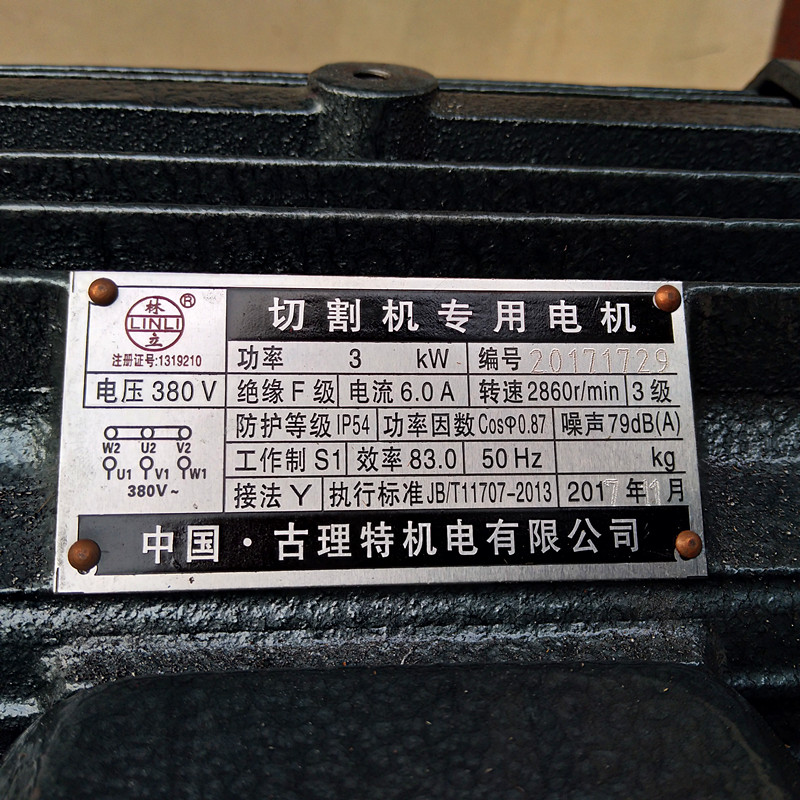 林
®
LINLI
立
注册证号:1319210
切割机专用电机
功率 3 kW 编号 20171729
电压 380 V 绝缘 F 级 电流 6.0 A 转速 2860r/min 3 级
防护等级 IP54 功率因数 CosΦ0.87 噪声 79dB(A)
W2 U2 V2
U1 V1 W1
380V~
工作制 S1 效率 83.0 50 Hz kg
接法 Y 执行标准 JB/T11707-2013 2017 年 11 月
中国·古理特机电有限公司